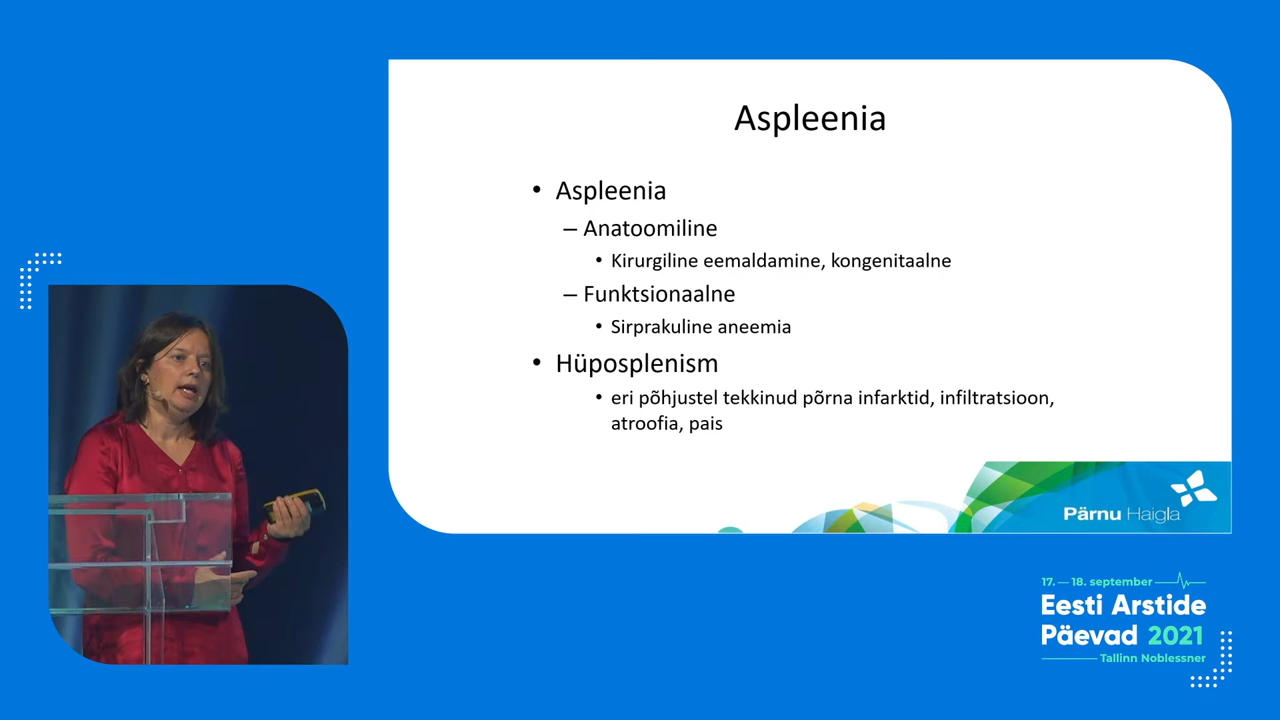 Aspleenia
• Aspleenia
– Anatoomiline
• Kirurgiline eemaldamine, kongenitaalne
– Funktsionaalne
• Sirprakuline aneemia
• Hüposplenism
• eri põhjustel tekkinud põrna infarktid, infiltratsioon,
atroofia, pais
Pärnu Haigla
17. — 18. september
Eesti Arstide
Päevad 2021
Tallinn Noblessner